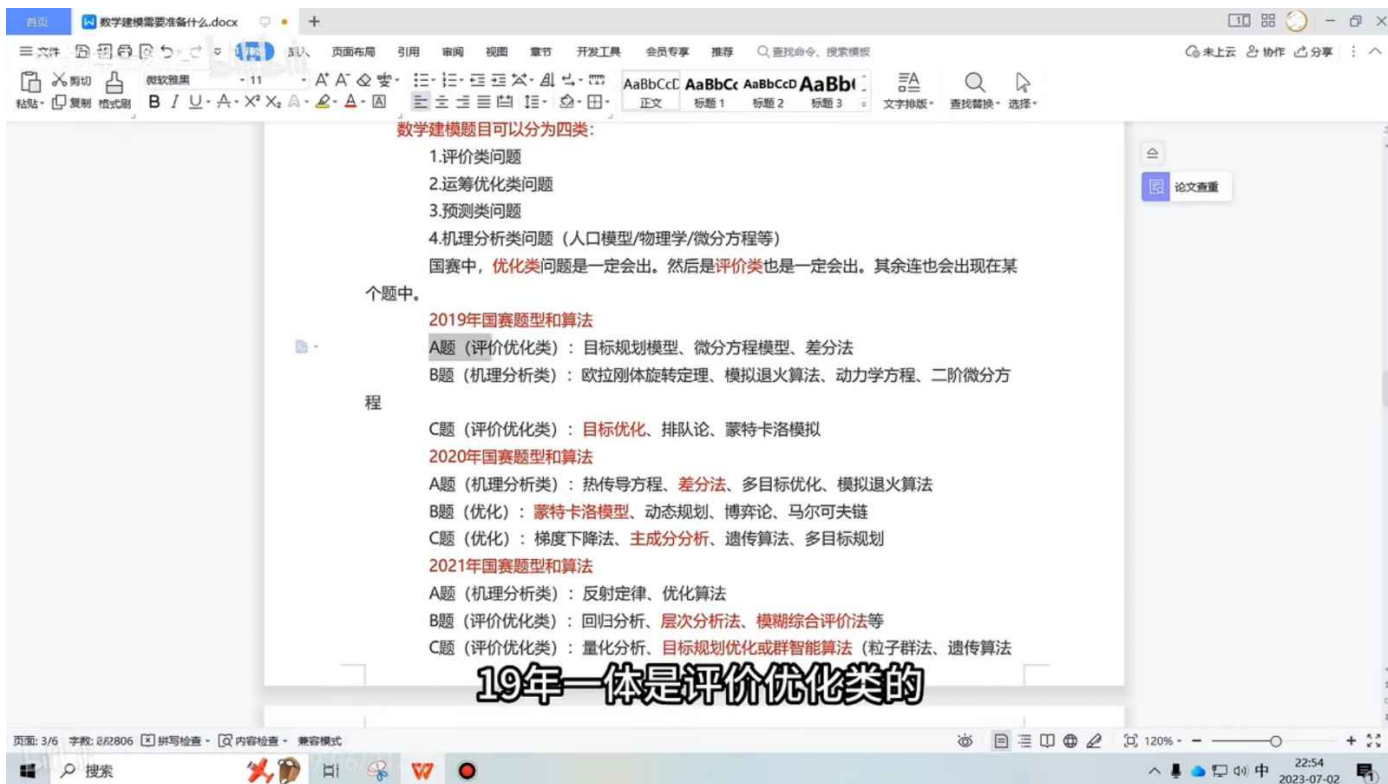 首页 数学建模需要准备什么.docx
文件 页面布局 引用 审阅 视图 章节 开发工具 会员专享 推荐 查找命令、搜索模板 未上云 协作 分享
剪切 微软雅黑 11 AaBbCcD AaBbCc AaBbCcD AaBb
粘贴 复制 格式刷 B I U A X² X₂ A A A 正文 标题 1 标题 2 标题 3 文字排版 查找替换 选择
数学建模题目可以分为四类：
1.评价类问题
2.运筹优化类问题
3.预测类问题
4.机理分析类问题（人口模型/物理学/微分方程等）
国赛中，优化类问题是一定会出。然后是评价类也是一定会出。其余连也会出现在某
个题中。
论文查重
2019年国赛题型和算法
A题（评价优化类）：目标规划模型、微分方程模型、差分法
B题（机理分析类）：欧拉刚体旋转定理、模拟退火算法、动力学方程、二阶微分方
程
C题（评价优化类）：目标优化、排队论、蒙特卡洛模拟
2020年国赛题型和算法
A题（机理分析类）：热传导方程、差分法、多目标优化、模拟退火算法
B题（优化）：蒙特卡洛模型、动态规划、博弈论、马尔可夫链
C题（优化）：梯度下降法、主成分分析、遗传算法、多目标规划
2021年国赛题型和算法
A题（机理分析类）：反射定律、优化算法
B题（评价优化类）：回归分析、层次分析法、模糊综合评价法等
C题（评价优化类）：量化分析、目标规划优化或群智能算法（粒子群法、遗传算法
19年一体是评价优化类的
页面: 3/6 字数: 2806 拼写检查 内容检查 兼容模式 120%
搜索 中 22:54
2023-07-02